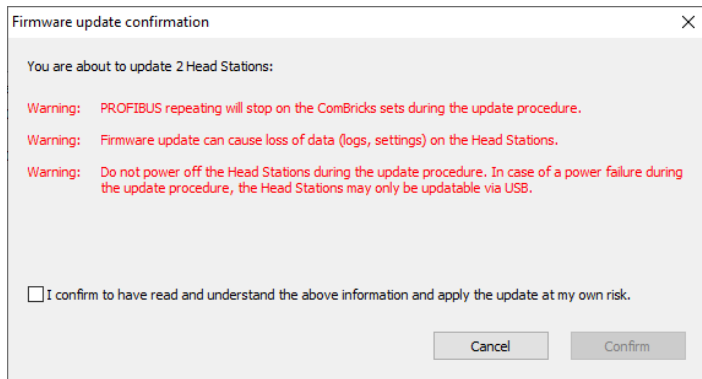 Firmware update confirmation
You are about to update 2 Head Stations:
Warning: PROFIBUS repeating will stop on the ComBricks sets during the update procedure.
Warning: Firmware update can cause loss of data (logs, settings) on the Head Stations.
Warning: Do not power off the Head Stations during the update procedure. In case of a power failure during
the update procedure, the Head Stations may only be updatable via USB.
I confirm to have read and understand the above information and apply the update at my own risk.
Cancel Confirm